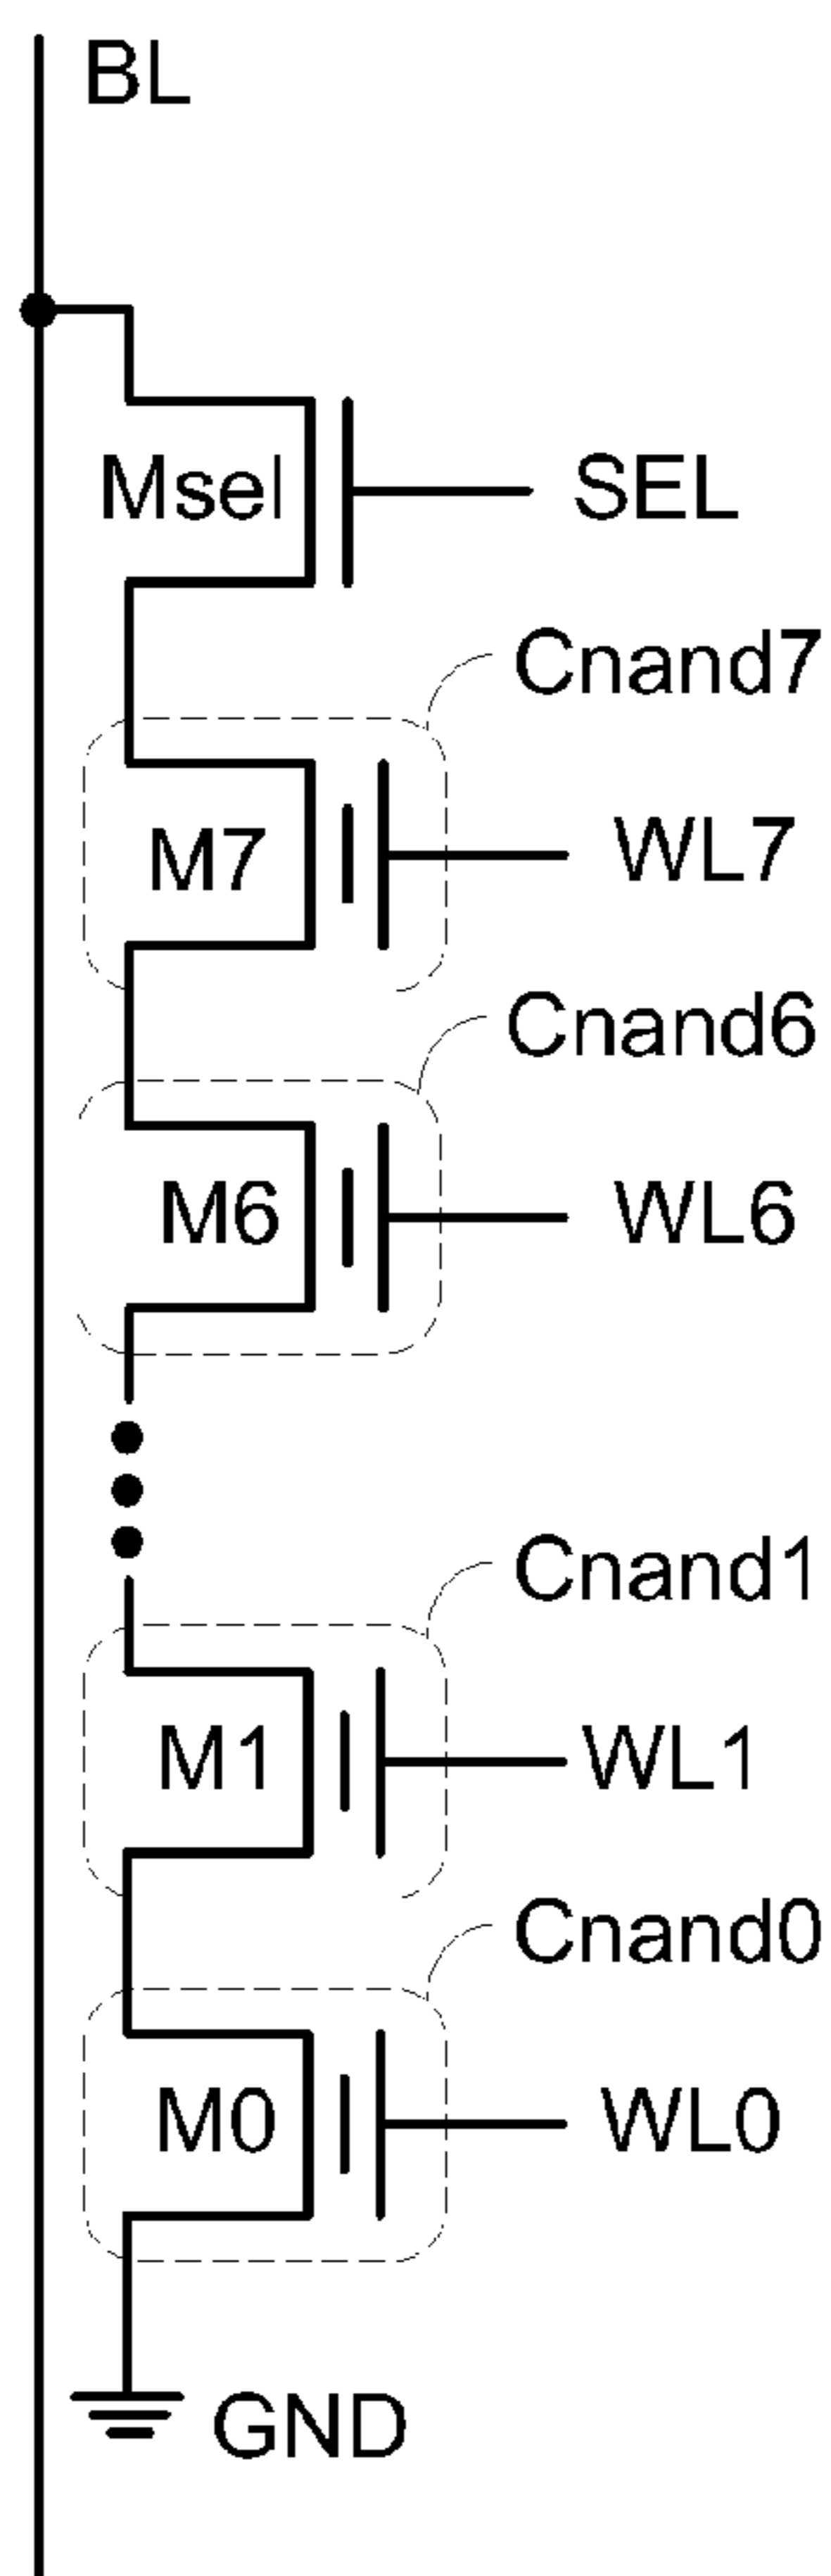 BL
Msel SEL
Cnand7
M7 WL7
Cnand6
M6 WL6
Cnand1
M1 WL1
Cnand0
M0 WL0
GND